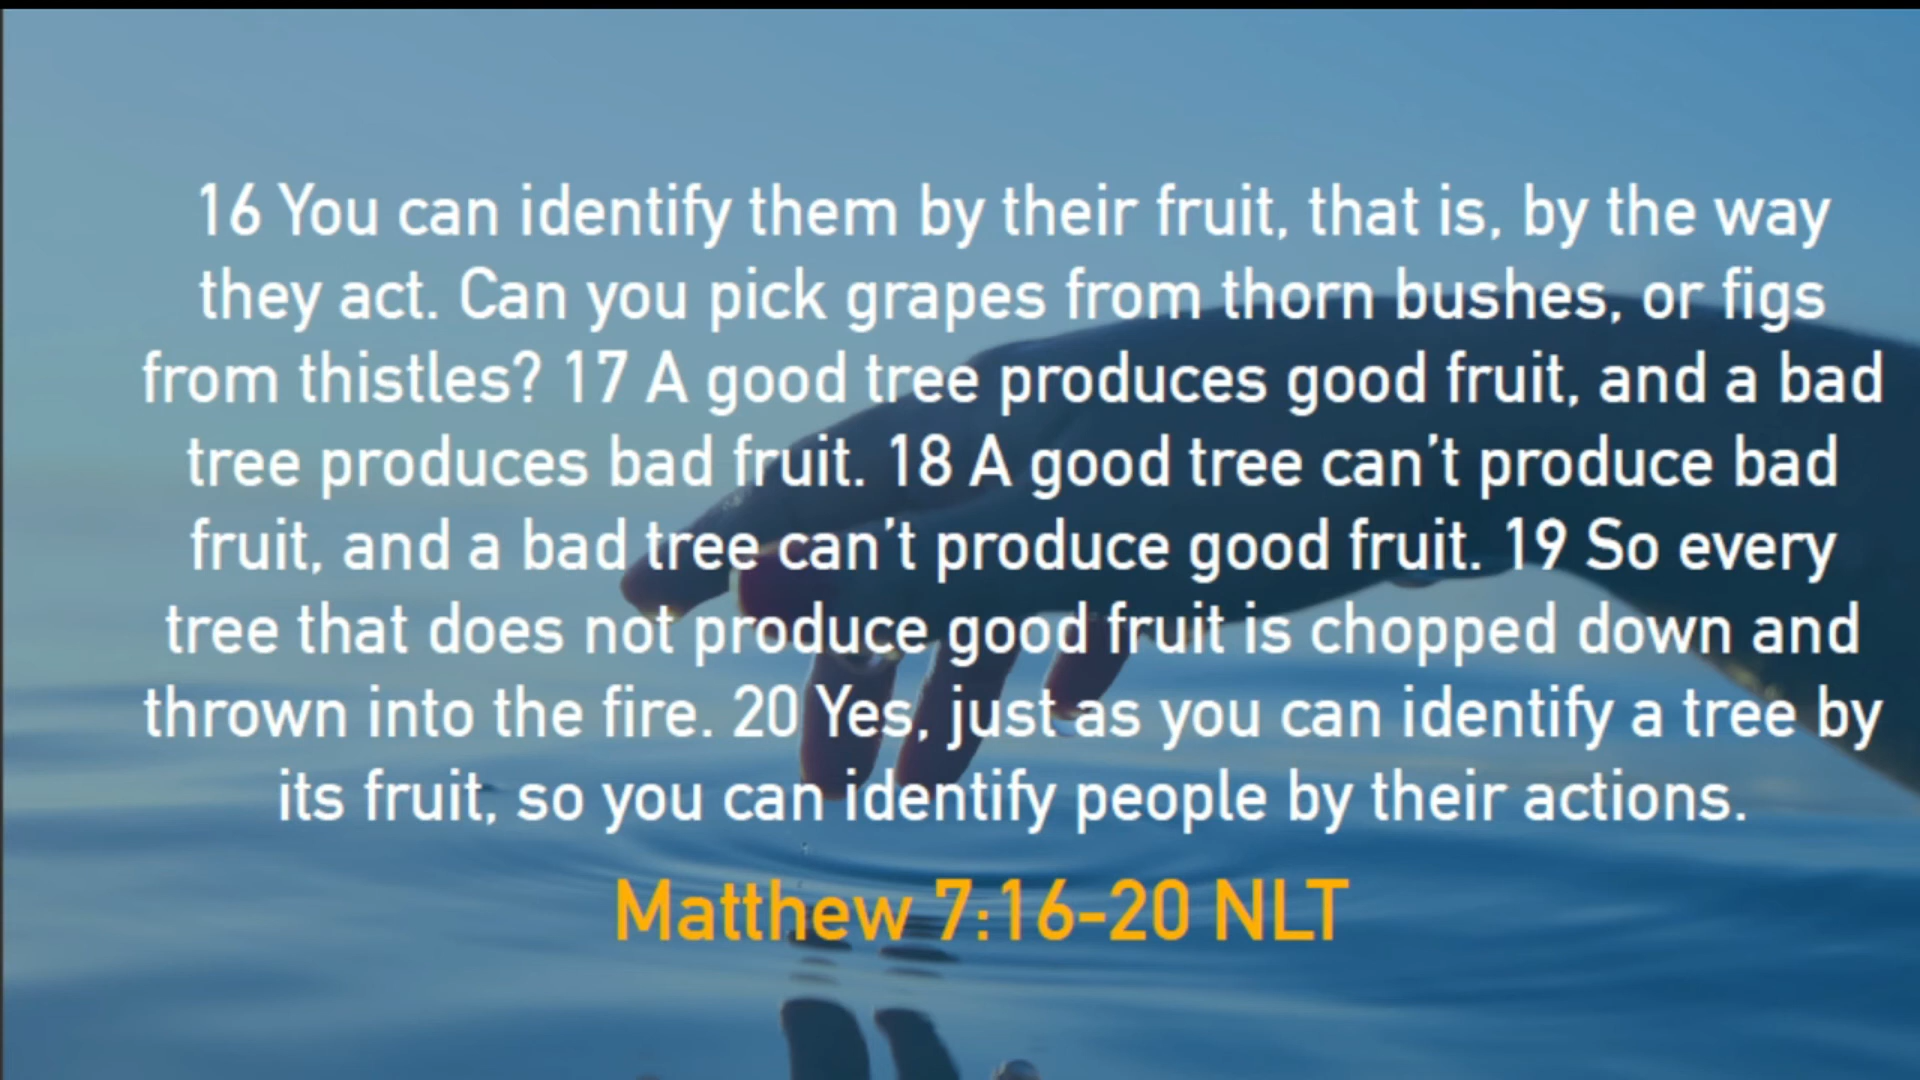 16 You can identify them by their fruit, that is, by the way
they act. Can you pick grapes from thorn bushes, or figs
from thistles? 17 A good tree produces good fruit, and a bad
tree produces bad fruit. 18 A good tree can’t produce bad
fruit, and a bad tree can’t produce good fruit. 19 So every
tree that does not produce good fruit is chopped down and
thrown into the fire. 20 Yes, just as you can identify a tree by
its fruit, so you can identify people by their actions.
Matthew 7:16-20 NLT